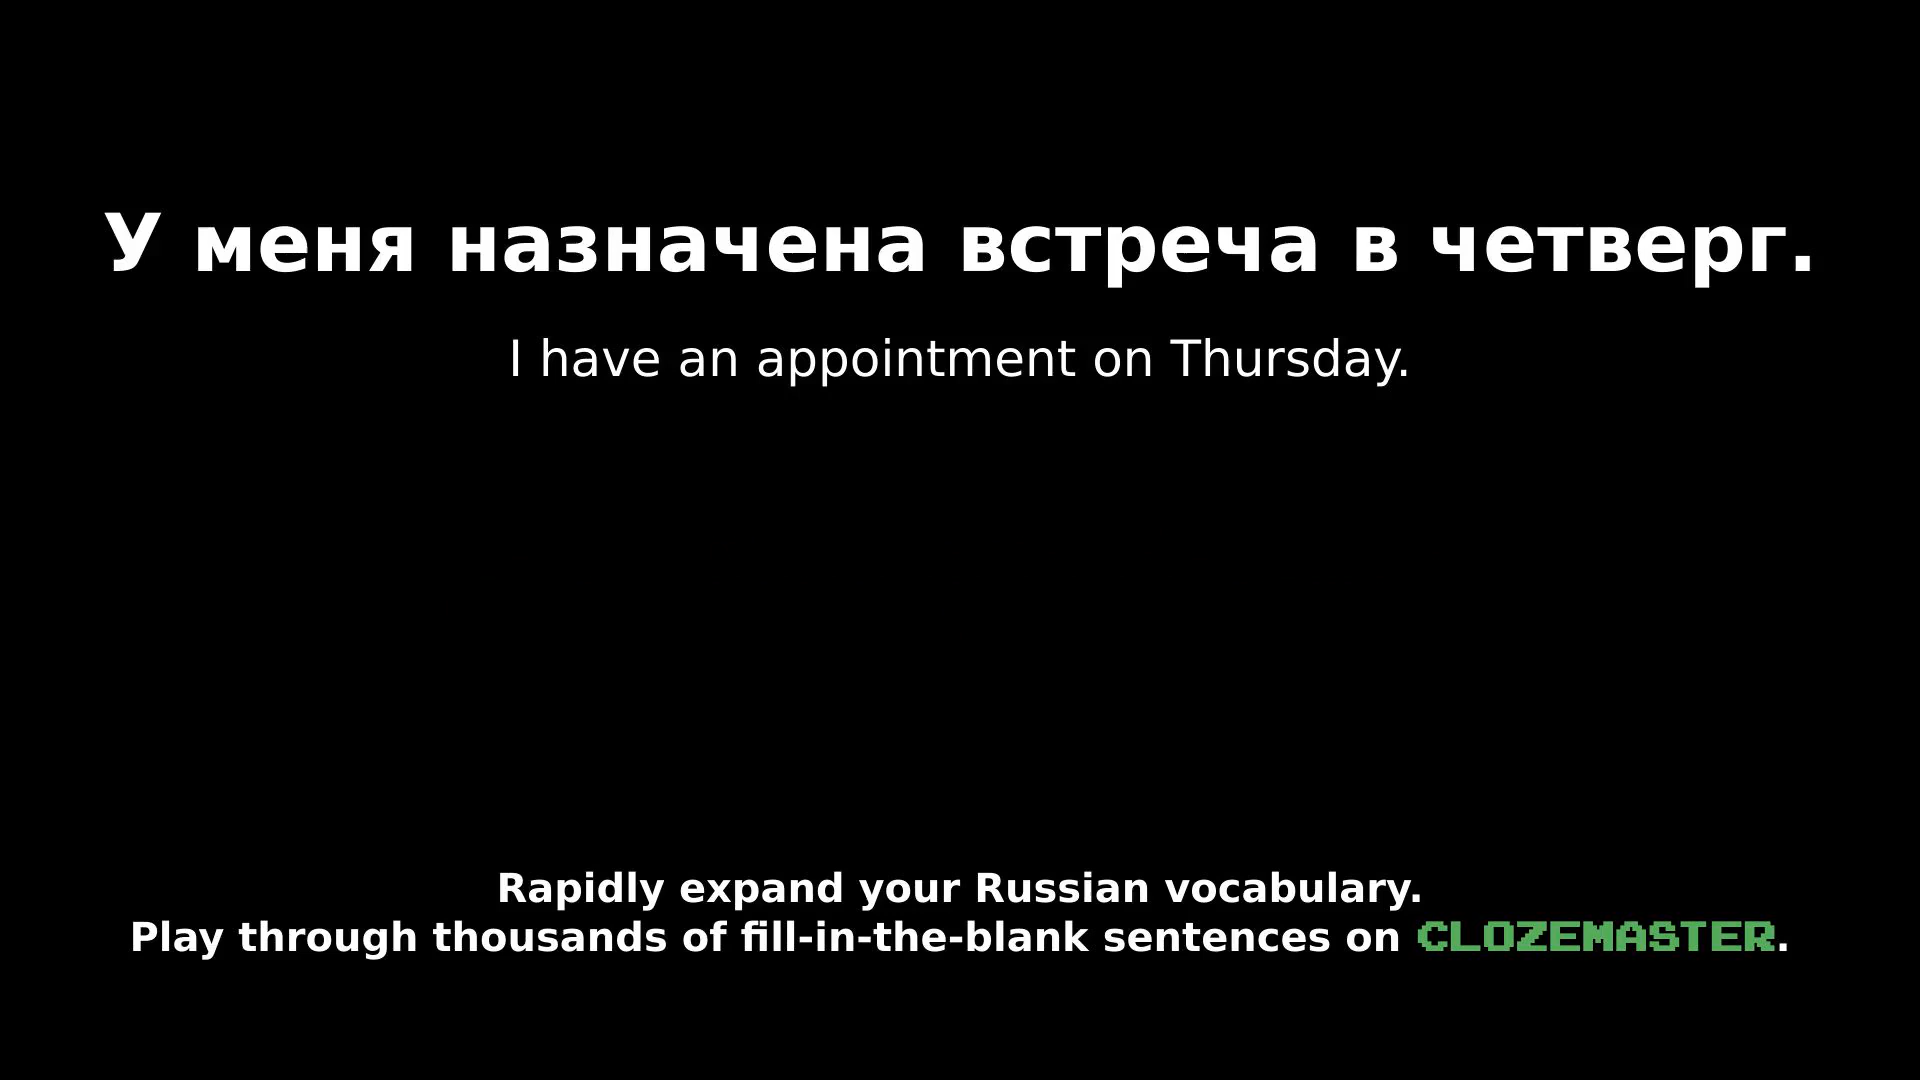 У меня назначена встреча в четверг.
I have an appointment on Thursday.
Rapidly expand your Russian vocabulary.
Play through thousands of fill-in-the-blank sentences on CLOZEMASTER.